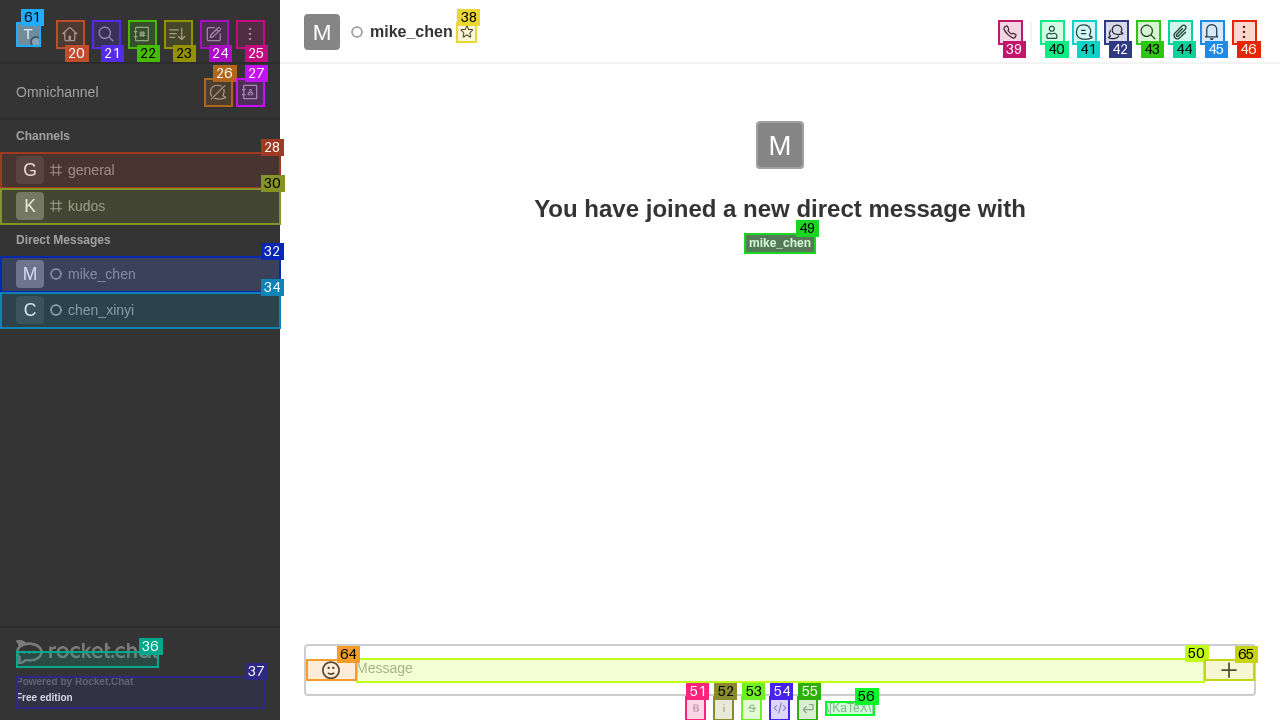 61
T
20
21
22
23
24
25
M
mike_chen
38
39
40
41
42
43
44
45
46
Omnichannel
26
27
Channels
28
G general
30
K kudos
Direct Messages
32
M mike_chen
34
C chen_xinyi
M
You have joined a new direct message with
49
mike_chen
36
rocket.chat
37
Powered by Rocket.Chat
Free edition
64
Message
50
65
51
52
53
54
55
56
B
i
S
</>
\[KaTeX\]